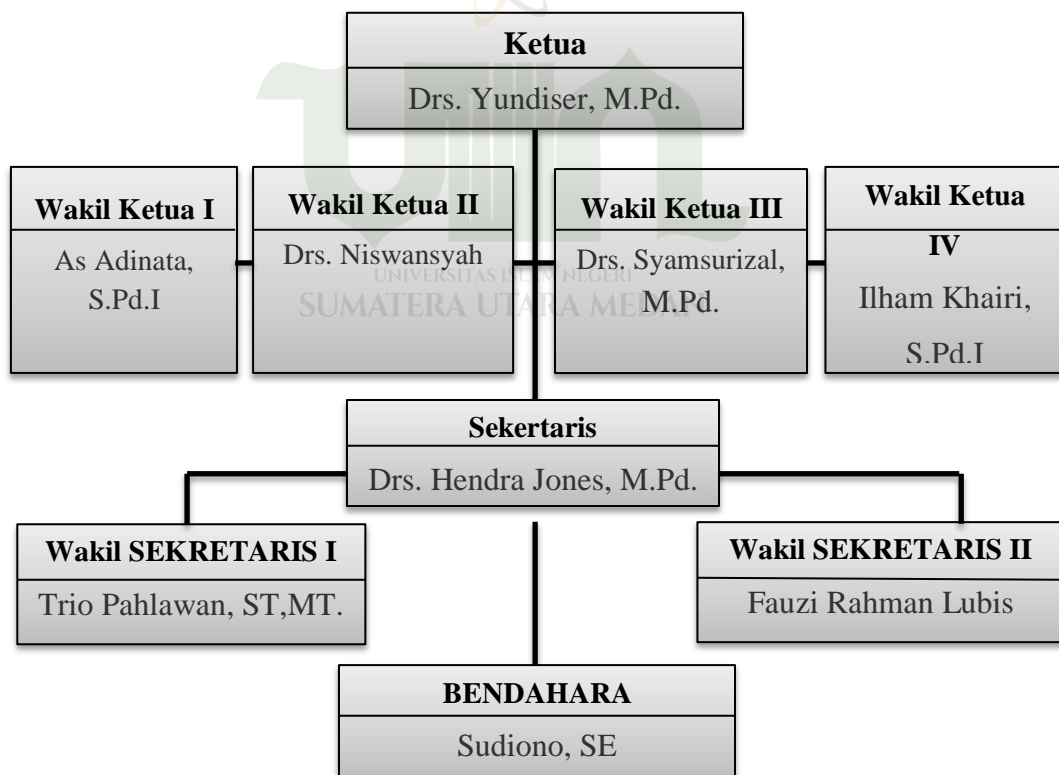 Ketua
Drs. Yundiser, M.Pd.
Wakil Ketua I
As Adinata,
S.Pd.I
Wakil Ketua II
Drs. Niswansyah
Wakil Ketua III
Drs. Syamsurizal,
M.Pd.
Wakil Ketua
IV
Ilham Khairi,
S.Pd.I
UNIVERSITAS ISLAM NEGERI
SUMATERA UTARA MEDAN
Sekertaris
Drs. Hendra Jones, M.Pd.
Wakil SEKRETARIS I
Trio Pahlawan, ST,MT.
Wakil SEKRETARIS II
Fauzi Rahman Lubis
BENDAHARA
Sudiono, SE